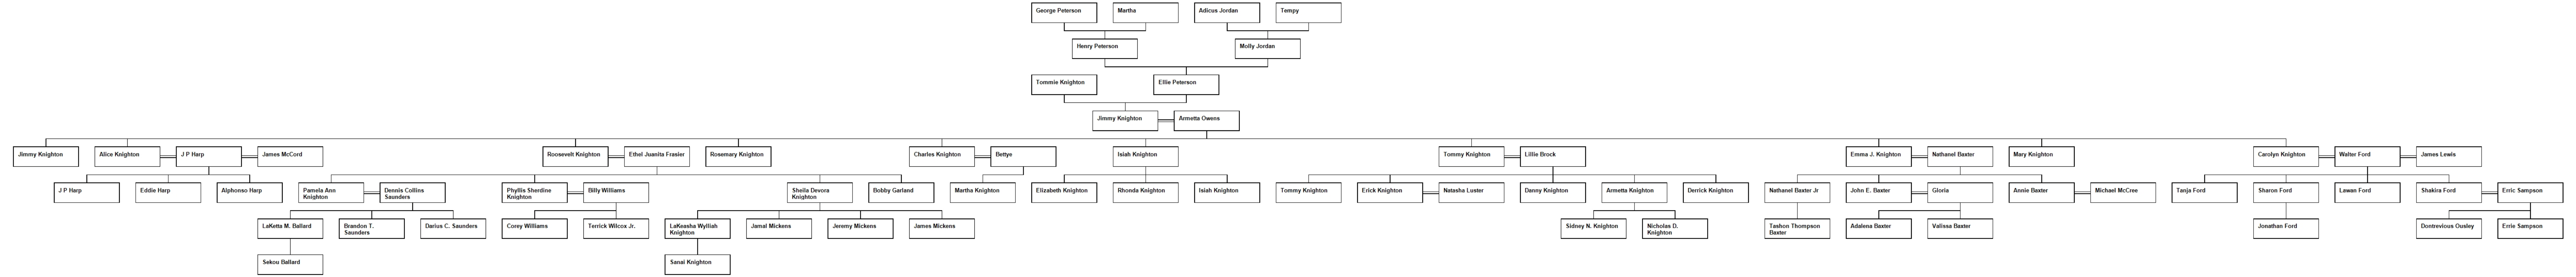 George Peterson
Martha
Adicus Jordan
Tempy
Henry Peterson
Molly Jordan
Tommie Knighton
Ellie Peterson
Jimmy Knighton
Armetta Owens
Jimmy Knighton
Alice Knighton
J P Harp
James McCord
Roosevelt Knighton
Ethel Juanita Frasier
Rosemary Knighton
Charles Knighton
Bettye
Isiah Knighton
Tommy Knighton
Lillie Brock
Emma J. Knighton
Nathanel Baxter
Mary Knighton
Carolyn Knighton
Walter Ford
James Lewis
J P Harp
Eddie Harp
Alphonso Harp
Pamela Ann
Knighton
Dennis Collins
Saunders
Phyllis Sherdine
Knighton
Billy Williams
Sheila Devora
Knighton
Bobby Garland
Martha Knighton
Elizabeth Knighton
Rhonda Knighton
Isiah Knighton
Tommy Knighton
Erick Knighton
Natasha Luster
Danny Knighton
Armetta Knighton
Derrick Knighton
Nathanel Baxter Jr
John E. Baxter
Gloria
Annie Baxter
Michael McCree
Tanja Ford
Sharon Ford
Lawan Ford
Shakira Ford
Erric Sampson
LaKetta M. Ballard
Brandon T.
Saunders
Darius C. Saunders
Corey Williams
Terrick Wilcox Jr.
LaKeasha Wylliah
Knighton
Jamal Mickens
Jeremy Mickens
James Mickens
Sidney N. Knighton
Nicholas D.
Knighton
Tashon Thompson
Baxter
Adalena Baxter
Valissa Baxter
Jonathan Ford
Dontrevious Ousley
Errie Sampson
Sekou Ballard
Sanai Knighton